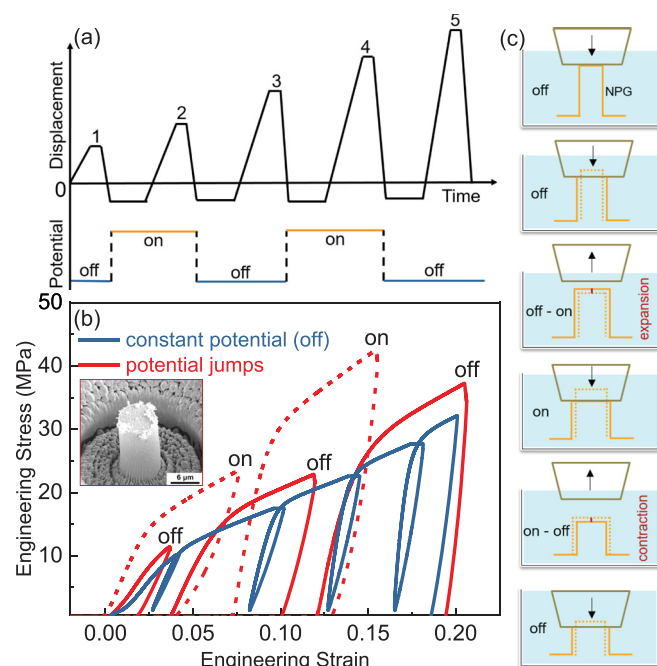 (a)
Displacement
1
2
3
4
5
0
Time
Potential
off
on
off
on
off
(b)
constant potential (off)
potential jumps
6 µm
off
on
off
on
off
50
40
30
20
10
Engineering Stress (MPa)
0.00
0.05
0.10
0.15
0.20
Engineering Strain
(c)
off
NPG
off
off - on
expansion
on
on - off
contraction
off